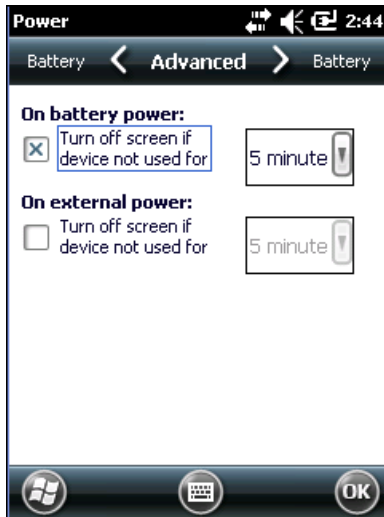 Power 2:44
Battery Advanced Battery
On battery power:
Turn off screen if
device not used for
5 minute
On external power:
Turn off screen if
device not used for
5 minute
OK